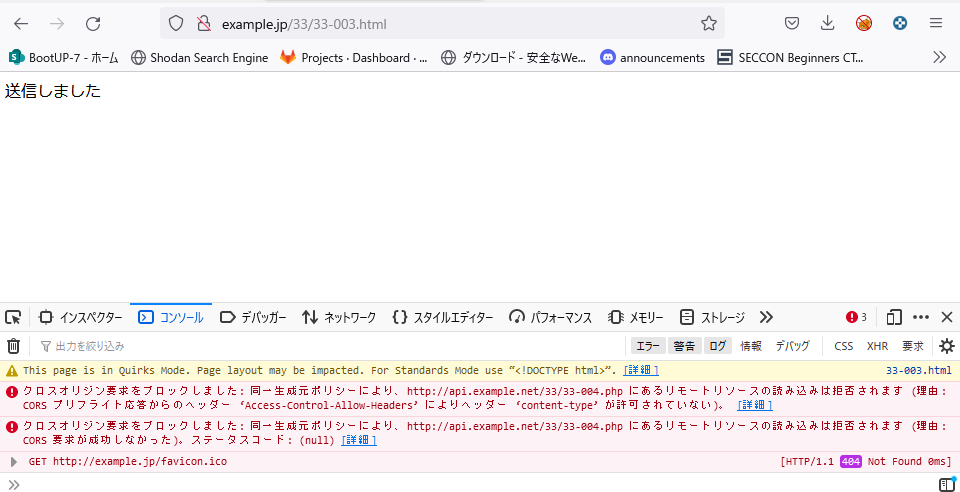 example.jp/33/33-003.html
BootUP-7 - ホーム Shodan Search Engine Projects · Dashboard · ... ダウンロード - 安全なWe... announcements SECCON Beginners CT...
送信しました
インスペクター コンソール デバッガー ネットワーク スタイルエディター パフォーマンス メモリー ストレージ 3
出力を絞り込み エラー 警告 ログ 情報 デバッグ CSS XHR 要求
This page is in Quirks Mode. Page layout may be impacted. For Standards Mode use “<!DOCTYPE html>”. [詳細] 33-003.html
クロスオリジン要求をブロックしました: 同一生成元ポリシーにより、http://api.example.net/33/33-004.php にあるリモートリソースの読み込みは拒否されます (理由:
CORS プリフライト応答からのヘッダー ‘Access-Control-Allow-Headers’ によりヘッダー ‘content-type’ が許可されていない)。 [詳細]
クロスオリジン要求をブロックしました: 同一生成元ポリシーにより、http://api.example.net/33/33-004.php にあるリモートリソースの読み込みは拒否されます (理由:
CORS 要求が成功しなかった)。ステータスコード: (null) [詳細]
GET http://example.jp/favicon.ico [HTTP/1.1 404 Not Found 0ms]